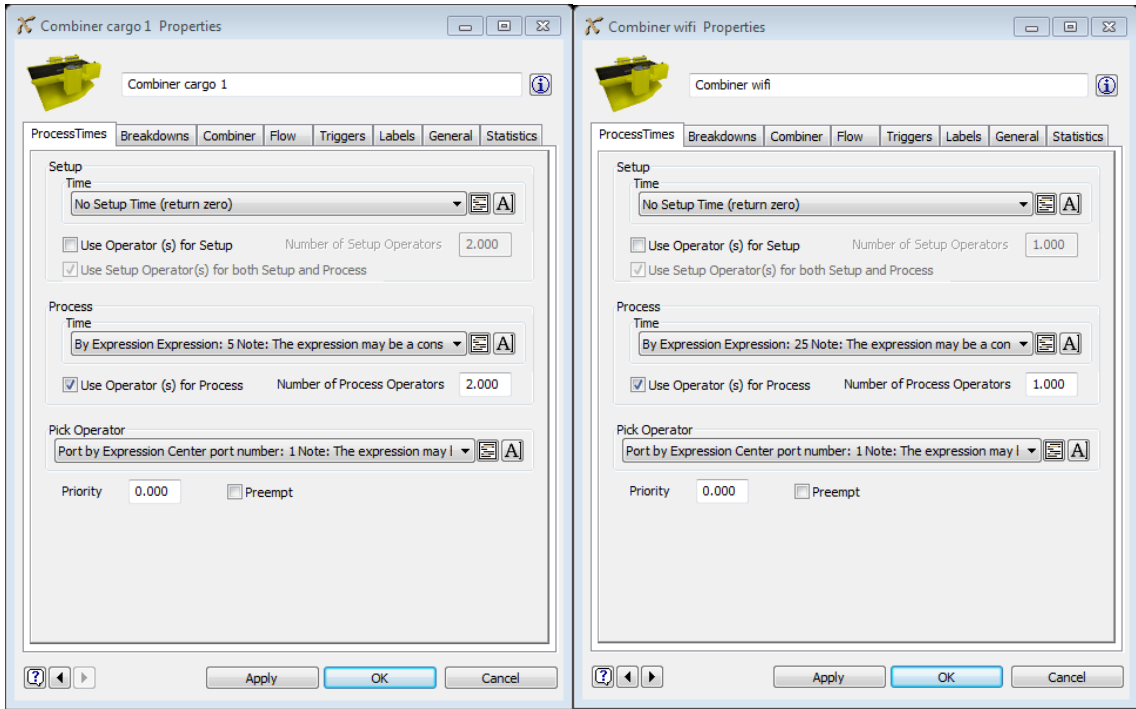 Combiner cargo 1 Properties
Combiner cargo 1
ProcessTimes Breakdowns Combiner Flow Triggers Labels General Statistics
Setup
Time
No Setup Time (return zero)
A
Use Operator (s) for Setup Number of Setup Operators 2.000
Use Setup Operator(s) for both Setup and Process
Process
Time
By Expression Expression: 5 Note: The expression may be a cons
A
Use Operator (s) for Process Number of Process Operators 2.000
Pick Operator
Port by Expression Center port number: 1 Note: The expression may l
A
Priority 0.000 Preempt
? Apply OK Cancel
Combiner wifi Properties
Combiner wifi
ProcessTimes Breakdowns Combiner Flow Triggers Labels General Statistics
Setup
Time
No Setup Time (return zero)
A
Use Operator (s) for Setup Number of Setup Operators 1.000
Use Setup Operator(s) for both Setup and Process
Process
Time
By Expression Expression: 25 Note: The expression may be a con
A
Use Operator (s) for Process Number of Process Operators 1.000
Pick Operator
Port by Expression Center port number: 1 Note: The expression may l
A
Priority 0.000 Preempt
? Apply OK Cancel